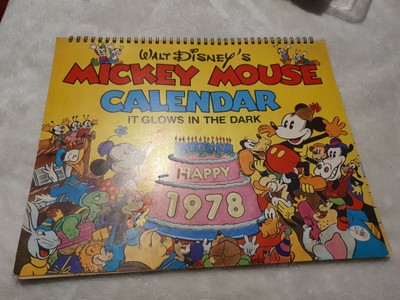 WALT DISNEY'S
MICKEY MOUSE
CALENDAR
IT GLOWS IN THE DARK
HAPPY
1978